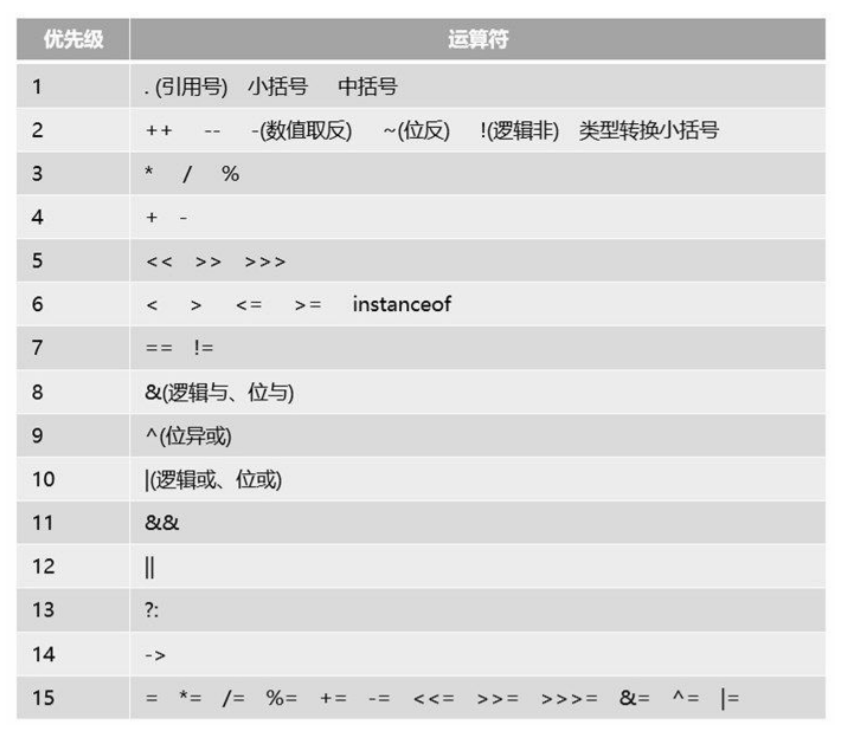 优先级 运算符
1 . (引用号) 小括号 中括号
2 ++ -- -(数值取反) ~(位反) !(逻辑非) 类型转换小括号
3 * / %
4 + -
5 << >> >>>
6 < > <= >= instanceof
7 == !=
8 &(逻辑与、位与)
9 ^(位异或)
10 |(逻辑或、位或)
11 &&
12 ||
13 ?:
14 ->
15 = *= /= %= += -= <<= >>= >>>= &= ^= |=